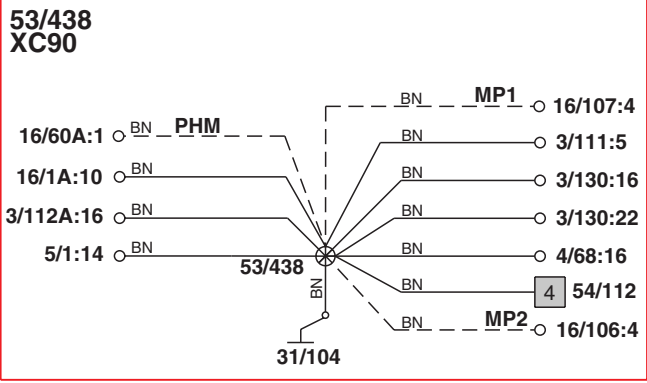 53/438
XC90
BN MP1 16/107:4
16/60A:1 BN PHM
BN 3/111:5
16/1A:10 BN
BN 3/130:16
3/112A:16 BN
BN 3/130:22
5/1:14 BN
53/438
BN 4/68:16
BN
BN 4 54/112
BN MP2 16/106:4
31/104